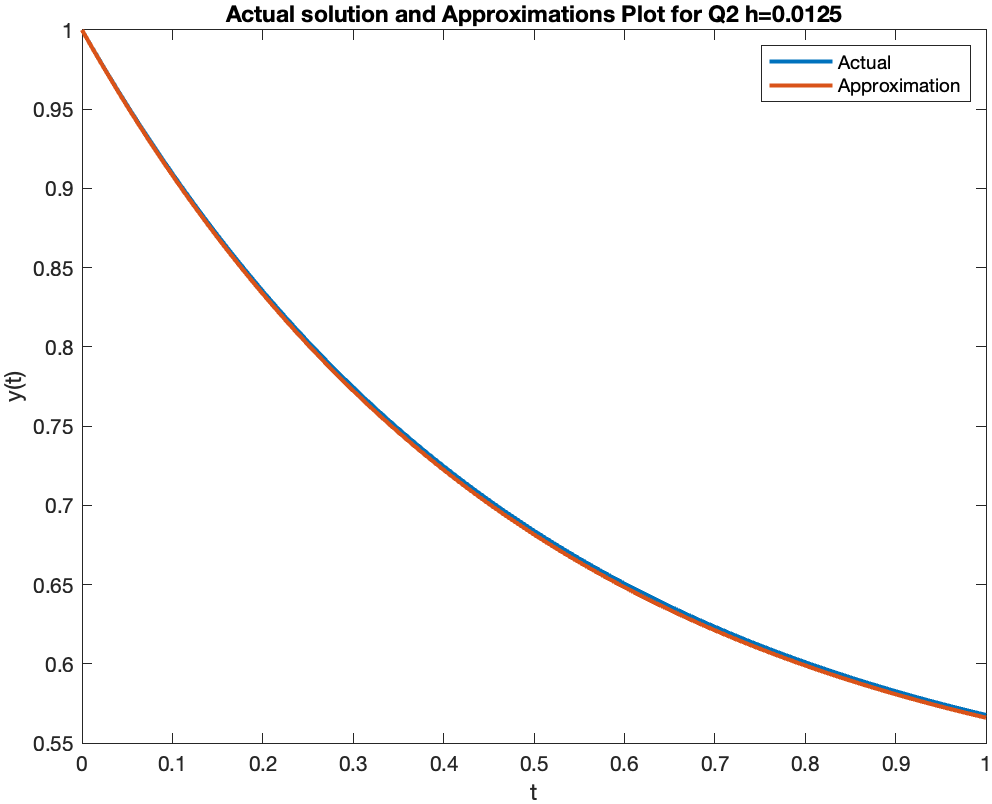 Actual solution and Approximations Plot for Q2 h=0.0125
Actual
Approximation
1
0.95
0.9
0.85
0.8
0.75
0.7
0.65
0.6
0.55
y(t)
0 0.1 0.2 0.3 0.4 0.5 0.6 0.7 0.8 0.9 1
t